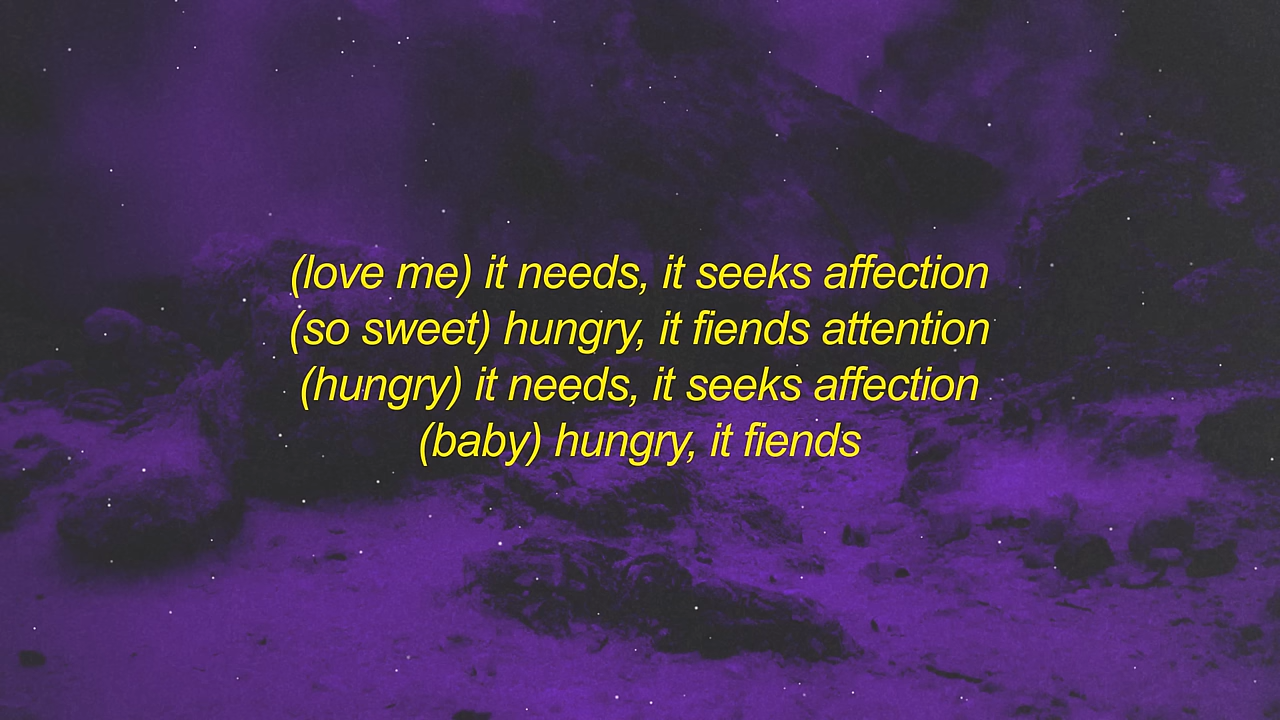 (love me) it needs, it seeks affection
(so sweet) hungry, it fiends attention
(hungry) it needs, it seeks affection
(baby) hungry, it fiends